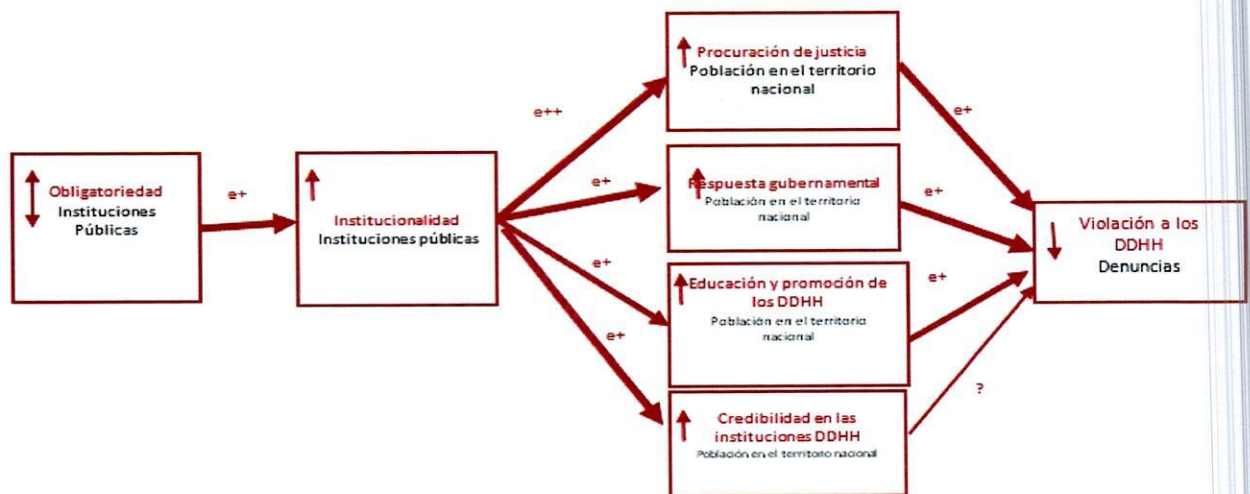 Obligatoriedad
Instituciones
Públicas
e+
Institucionalidad
Instituciones públicas
e++
e+
e+
e+
Procuración de justicia
Población en el territorio
nacional
Respuesta gubernamental
Población en el territorio
nacional
Educación y promoción de
los DDHH
Población en el territorio
nacional
Credibilidad en las
instituciones DDHH
Población en el territorio nacional
e+
e+
e+
?
Violación a los
DDHH
Denuncias